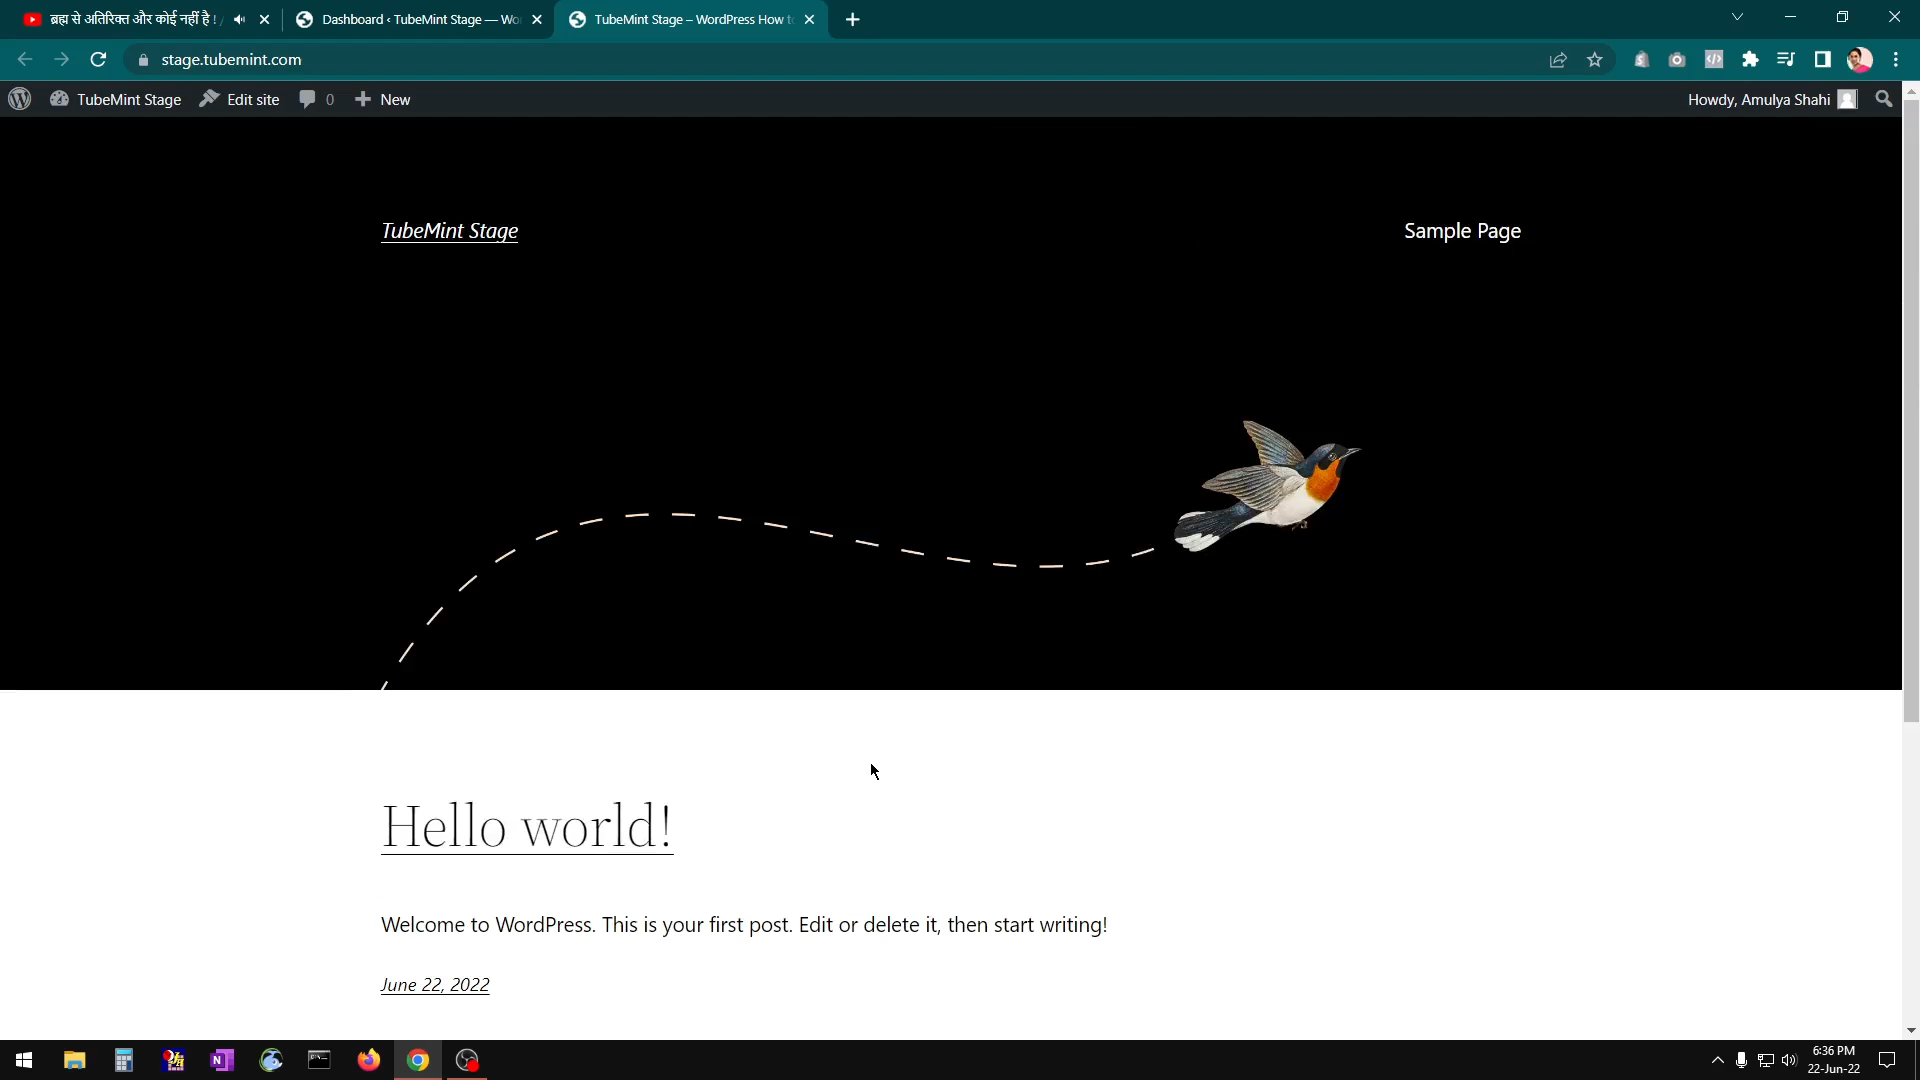 ब्रह्म से अतिरिक्त और कोई नहीं है !
Dashboard ‹ TubeMint Stage — Wo
TubeMint Stage – WordPress How to
stage.tubemint.com
TubeMint Stage
Edit site
0
New
Howdy, Amulya Shahi
TubeMint Stage
Sample Page
Hello world!
Welcome to WordPress. This is your first post. Edit or delete it, then start writing!
June 22, 2022
6:36 PM
22-Jun-22